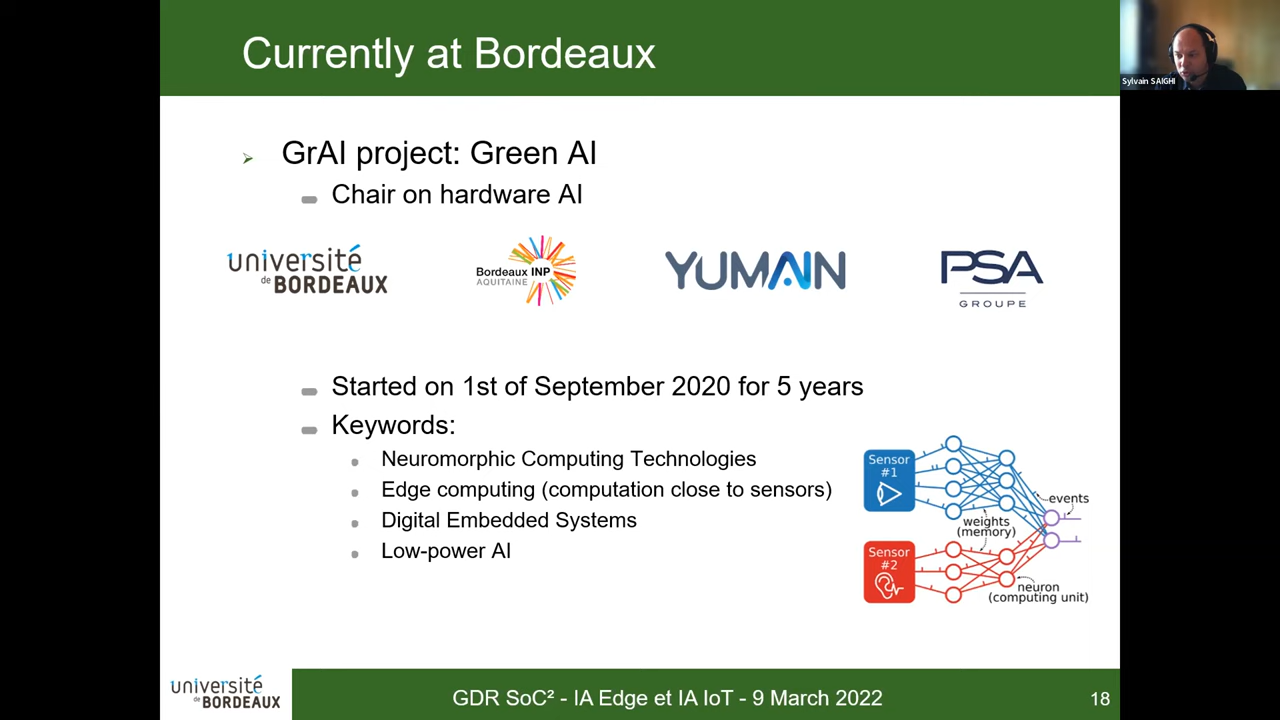 Currently at Bordeaux
Sylvain SAIGHI
GrAI project: Green AI
Chair on hardware AI
université
de BORDEAUX
Bordeaux INP
AQUITAINE
YUMAIN
PSA
GROUPE
Started on 1st of September 2020 for 5 years
Keywords:
Neuromorphic Computing Technologies
Edge computing (computation close to sensors)
Digital Embedded Systems
Low-power AI
Sensor
#1
events
weights
(memory)
Sensor
#2
neuron
(computing unit)
université
de BORDEAUX
GDR SoC² - IA Edge et IA IoT - 9 March 2022
18